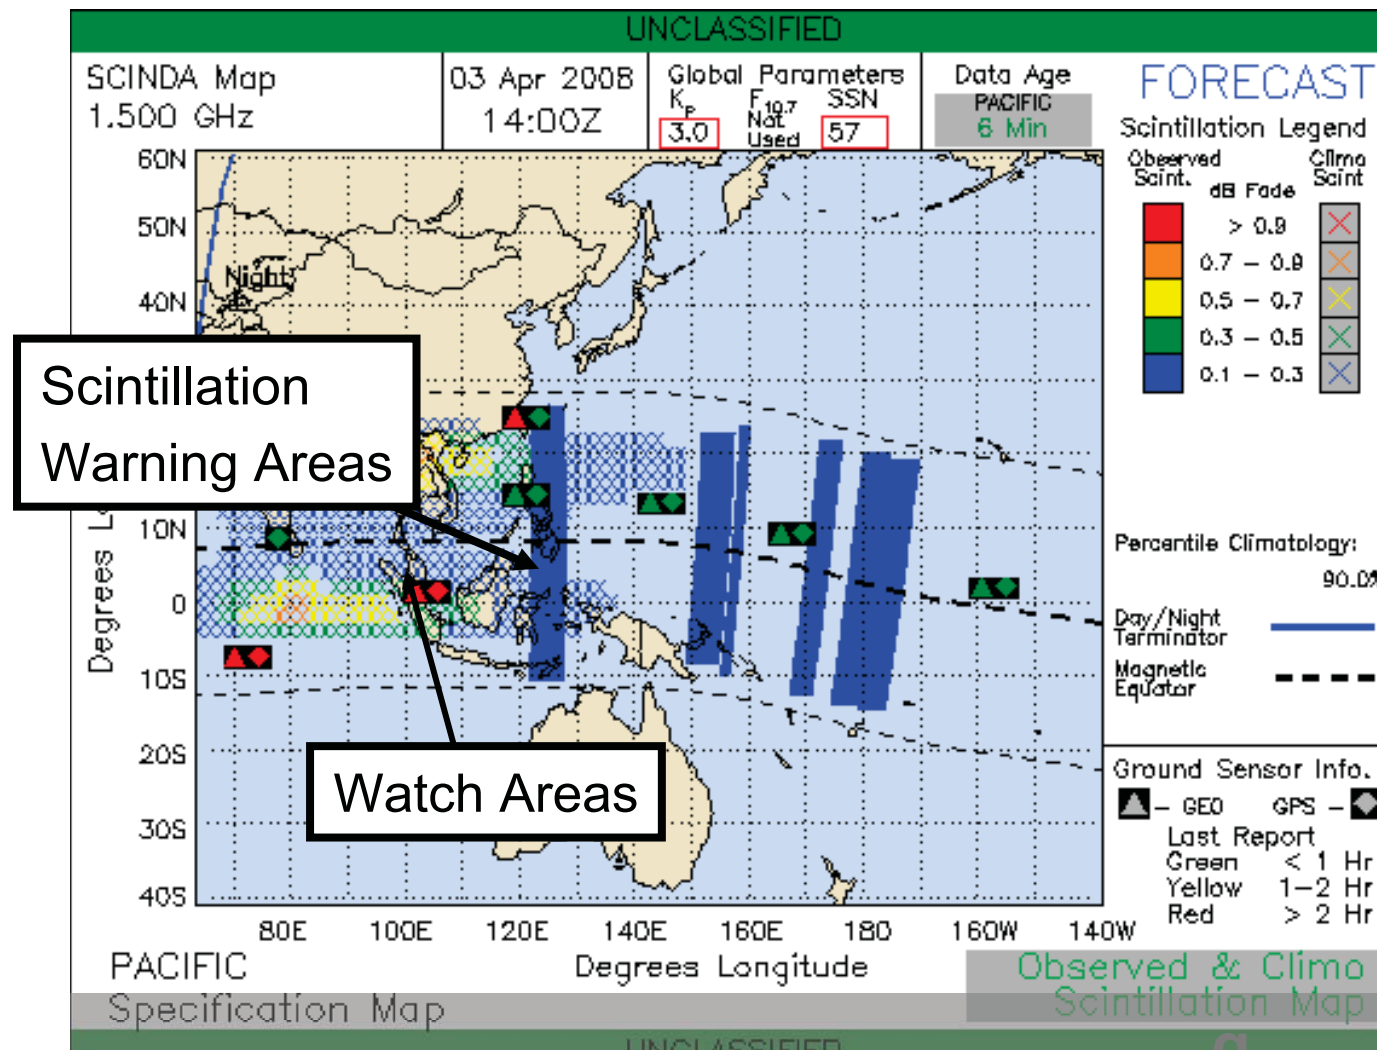 UNCLASSIFIED
SCINDA Map
1.500 GHz
03 Apr 2008
14:00Z
Global Parameters
Kp
3.0
F10.7
Not
Used
SSN
57
Data Age
PACIFIC
6 Min
FORECAST
Scintillation Legend
Observed
Scint.
dB Fade
Climo
Scint
> 0.9
0.7 – 0.9
0.5 – 0.7
0.3 – 0.5
0.1 – 0.3
60N
50N
40N
10N
0
10S
20S
30S
40S
Night
Scintillation
Warning Areas
Watch Areas
Percentile Climatology:
90.0%
Day/Night
Terminator
Magnetic
Equator
Ground Sensor Info.
– GEO
GPS –
Last Report
Green < 1 Hr
Yellow 1–2 Hr
Red > 2 Hr
80E 100E 120E 140E 160E 180 160W 140W
Degrees Longitude
PACIFIC
Specification Map
Observed & Climo
Scintillation Map
UNCLASSIFIED